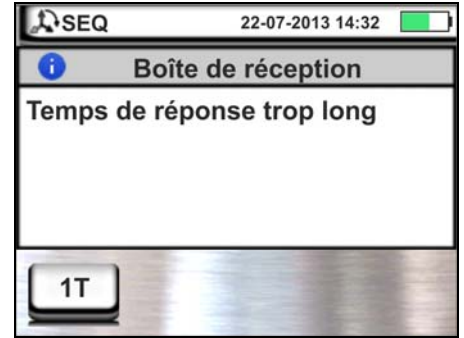 SEQ 22-07-2013 14:32
Boîte de réception
Temps de réponse trop long
1T